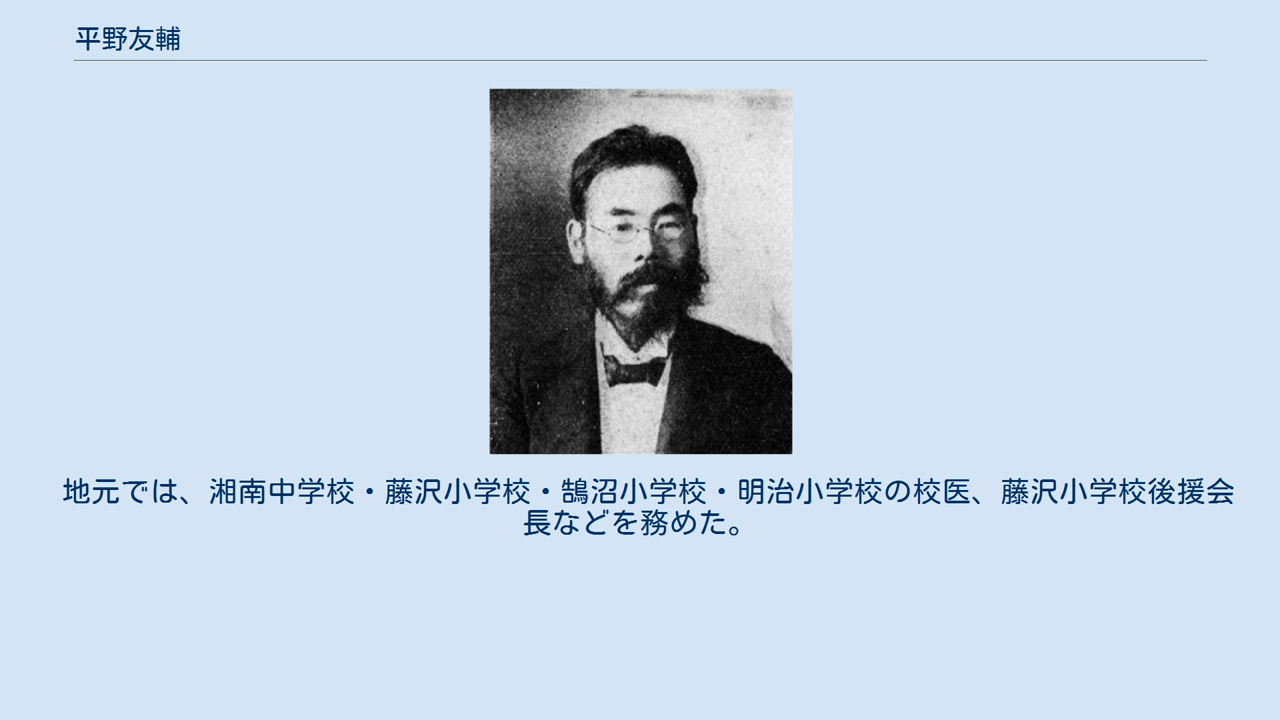 平野友輔
地元では、湘南中学校・藤沢小学校・鵠沼小学校・明治小学校の校医、藤沢小学校後援会
長などを務めた。